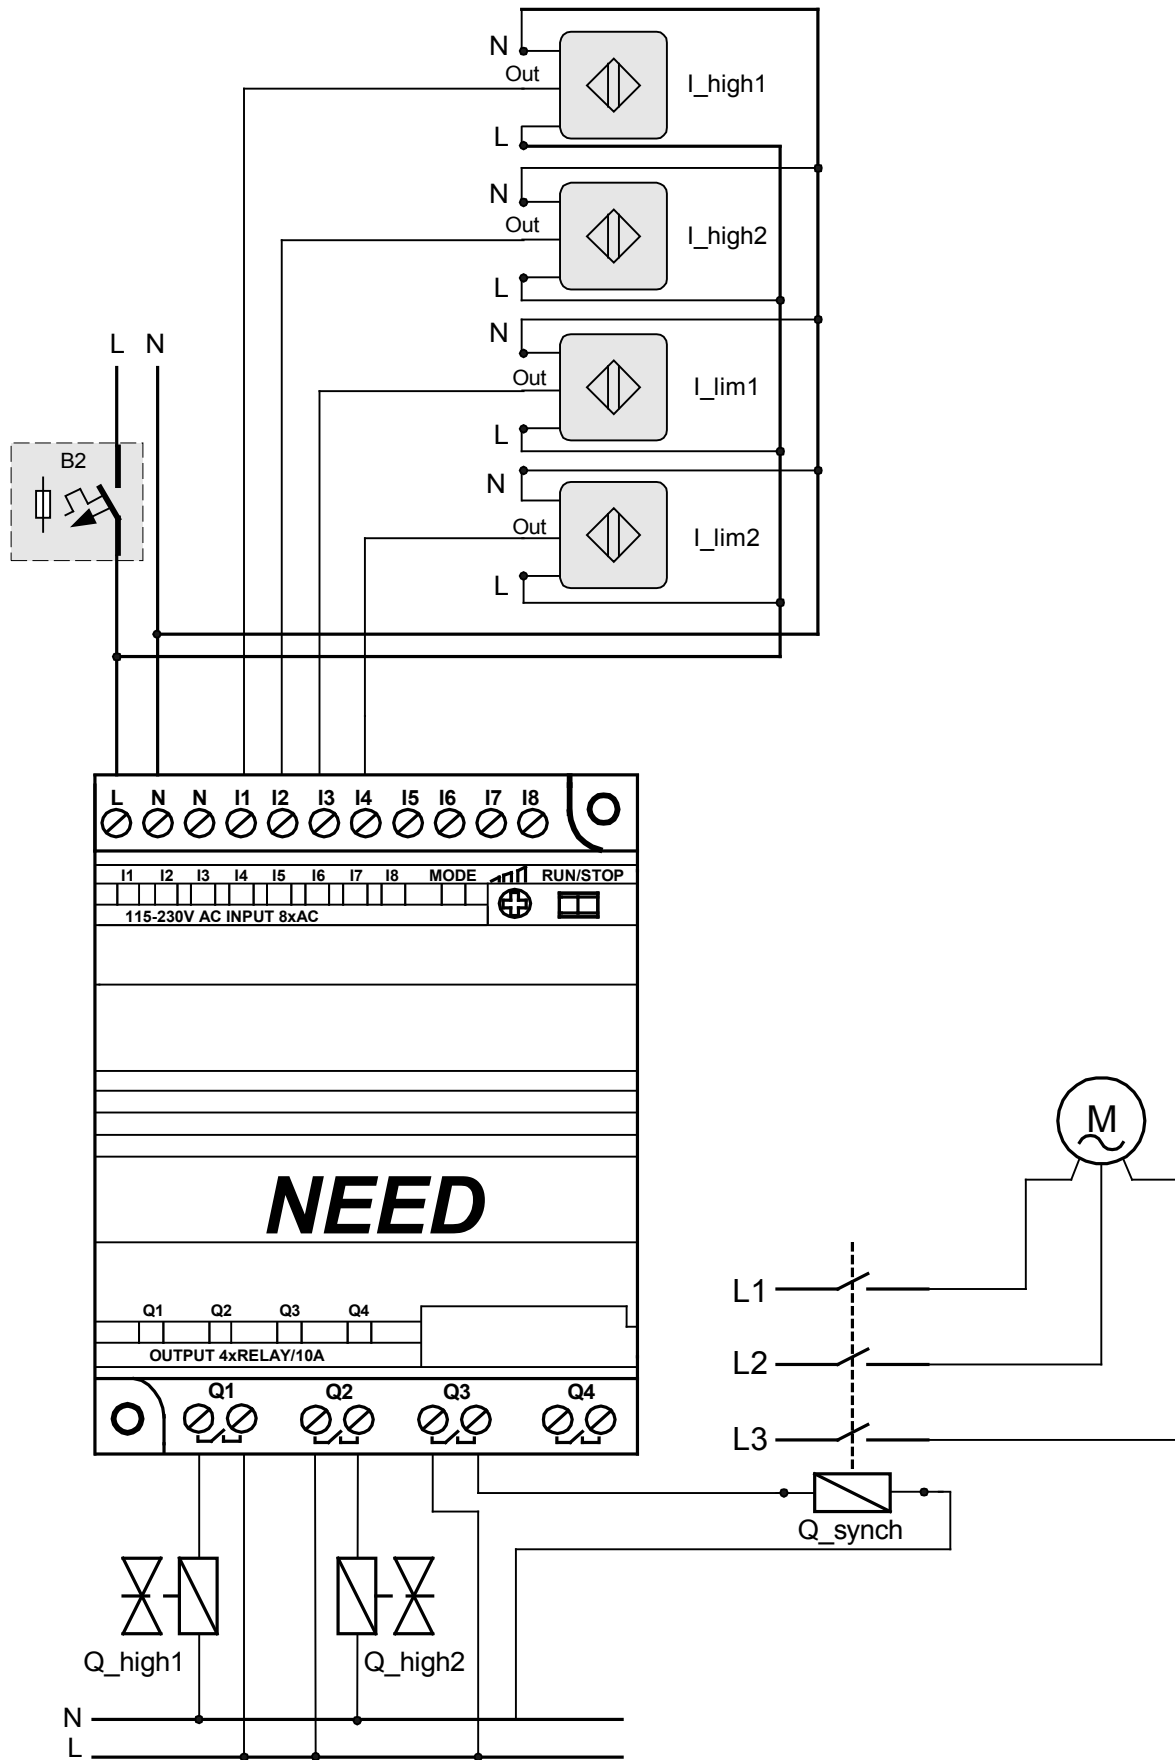 N
Out
I_high1
L
N
Out
I_high2
L
L N
N
Out
I_lim1
L
B2
N
Out
I_lim2
L
L N N I1 I2 I3 I4 I5 I6 I7 I8
I1 I2 I3 I4 I5 I6 I7 I8 MODE RUN/STOP
115-230V AC INPUT 8xAC
M
NEED
L1
Q1 Q2 Q3 Q4
OUTPUT 4xRELAY/10A
L2
Q1 Q2 Q3 Q4
L3
Q_synch
Q_high1 Q_high2
N
L